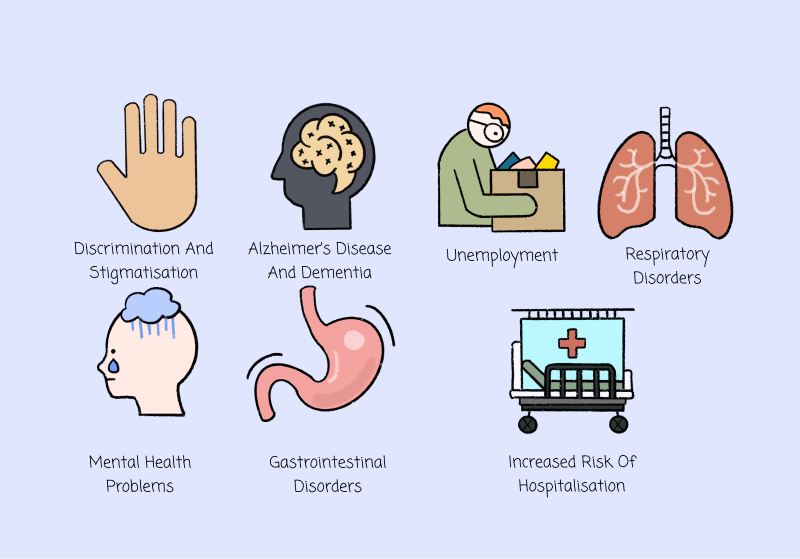 Discrimination And
Stigmatisation
Alzheimer's Disease
And Dementia
Unemployment
Respiratory
Disorders
Mental Health
Problems
Gastrointestinal
Disorders
Increased Risk Of
Hospitalisation